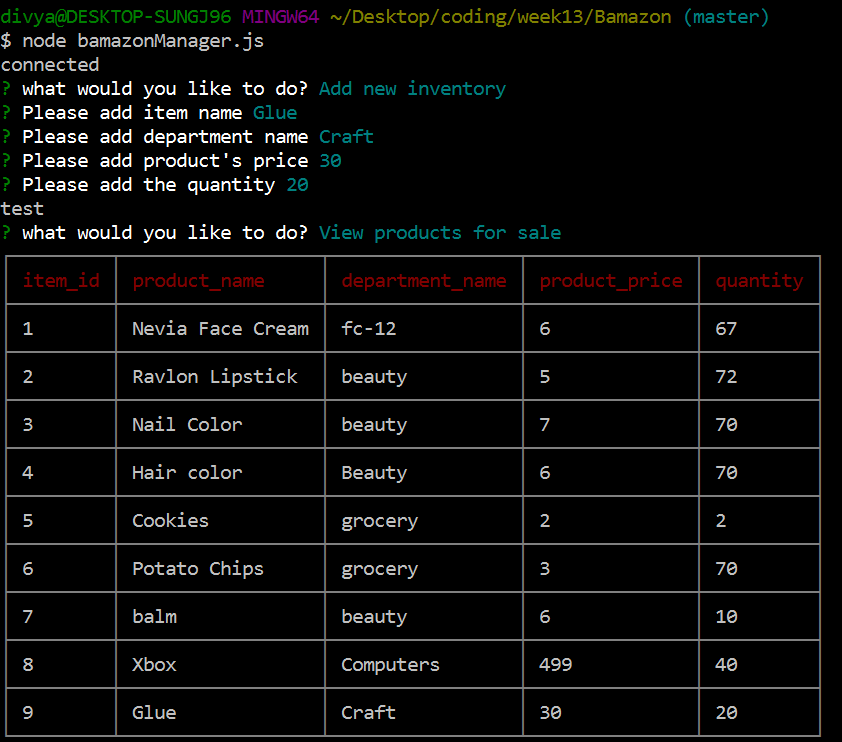 divya@DESKTOP-SUNGJ96 MINGW64 ~/Desktop/coding/week13/Bamazon (master)
$ node bamazonManager.js
connected
? what would you like to do? Add new inventory
? Please add item name Glue
? Please add department name Craft
? Please add product's price 30
? Please add the quantity 20
test
? what would you like to do? View products for sale
item_id product_name department_name product_price quantity
1 Nevia Face Cream fc-12 6 67
2 Ravlon Lipstick beauty 5 72
3 Nail Color beauty 7 70
4 Hair color Beauty 6 70
5 Cookies grocery 2 2
6 Potato Chips grocery 3 70
7 balm beauty 6 10
8 Xbox Computers 499 40
9 Glue Craft 30 20